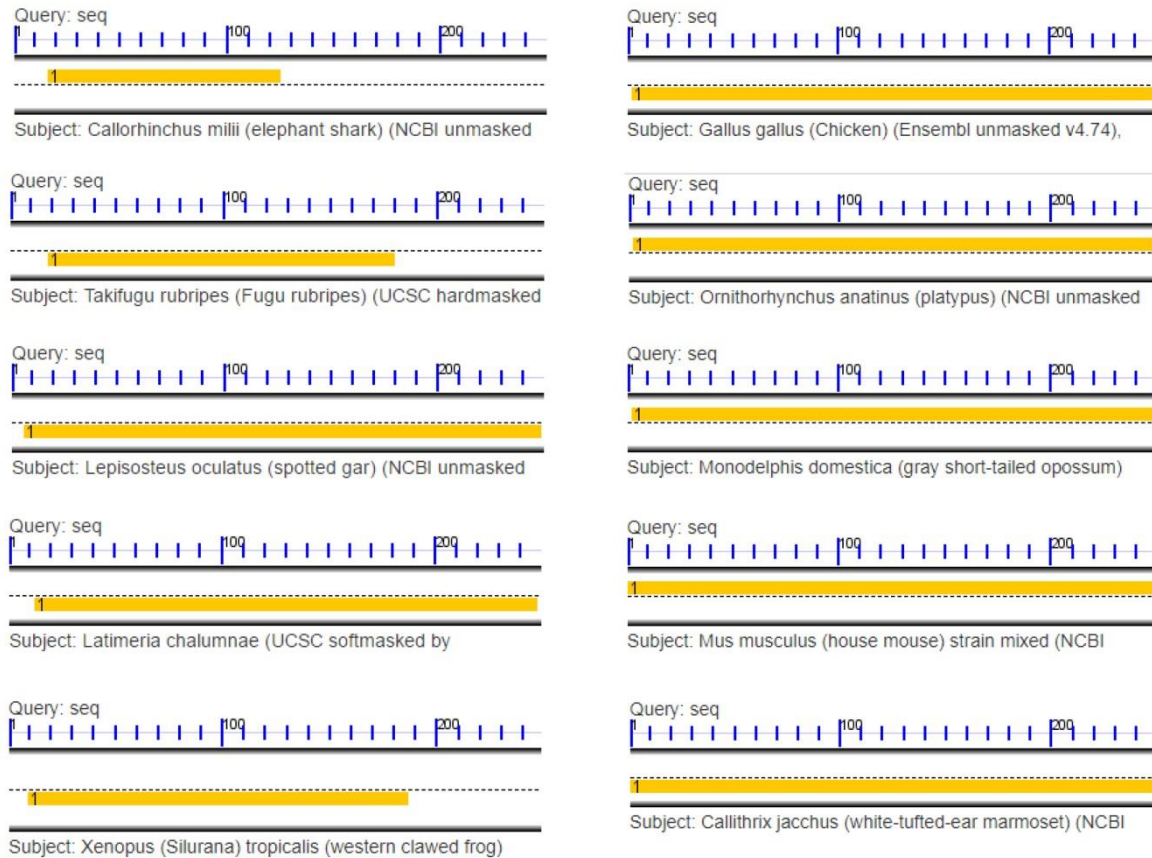 Query: seq
1 100 200
1
Subject: Callorhinchus milii (elephant shark) (NCBI unmasked
Query: seq
1 100 200
1
Subject: Takifugu rubripes (Fugu rubripes) (UCSC hardmasked
Query: seq
1 100 200
1
Subject: Lepisosteus oculatus (spotted gar) (NCBI unmasked
Query: seq
1 100 200
1
Subject: Latimeria chalumnae (UCSC softmasked by
Query: seq
1 100 200
1
Subject: Xenopus (Silurana) tropicalis (western clawed frog)
Query: seq
1 100 200
1
Subject: Gallus gallus (Chicken) (Ensembl unmasked v4.74),
Query: seq
1 100 200
1
Subject: Ornithorhynchus anatinus (platypus) (NCBI unmasked
Query: seq
1 100 200
1
Subject: Monodelphis domestica (gray short-tailed opossum)
Query: seq
1 100 200
1
Subject: Mus musculus (house mouse) strain mixed (NCBI
Query: seq
1 100 200
1
Subject: Callithrix jacchus (white-tufted-ear marmoset) (NCBI